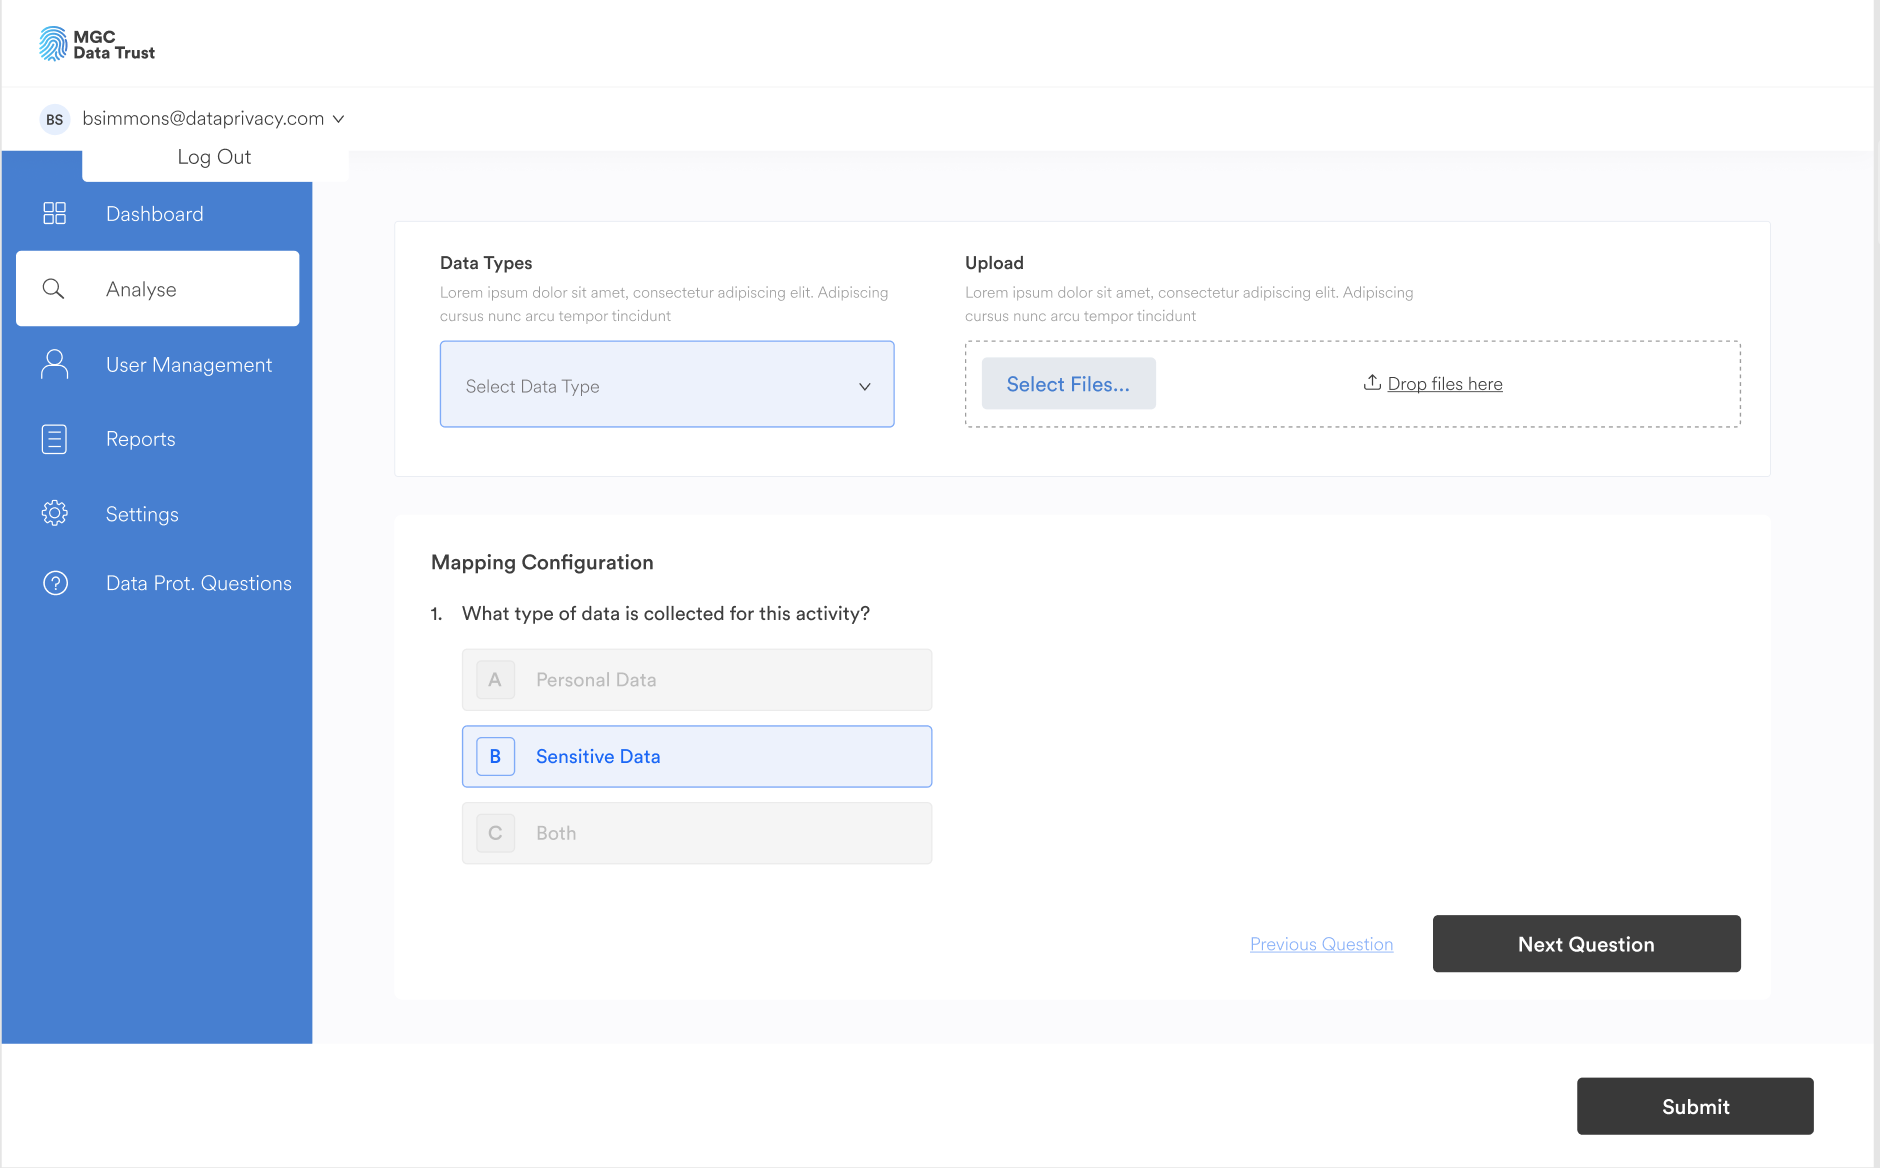 MGC
Data Trust
BS bsimmons@dataprivacy.com
Log Out
Dashboard
Analyse
User Management
Reports
Settings
Data Prot. Questions
Data Types
Lorem ipsum dolor sit amet, consectetur adipiscing elit. Adipiscing
cursus nunc arcu tempor tincidunt
Select Data Type
Upload
Lorem ipsum dolor sit amet, consectetur adipiscing elit. Adipiscing
cursus nunc arcu tempor tincidunt
Select Files...
Drop files here
Mapping Configuration
1. What type of data is collected for this activity?
A Personal Data
B Sensitive Data
C Both
Previous Question
Next Question
Submit